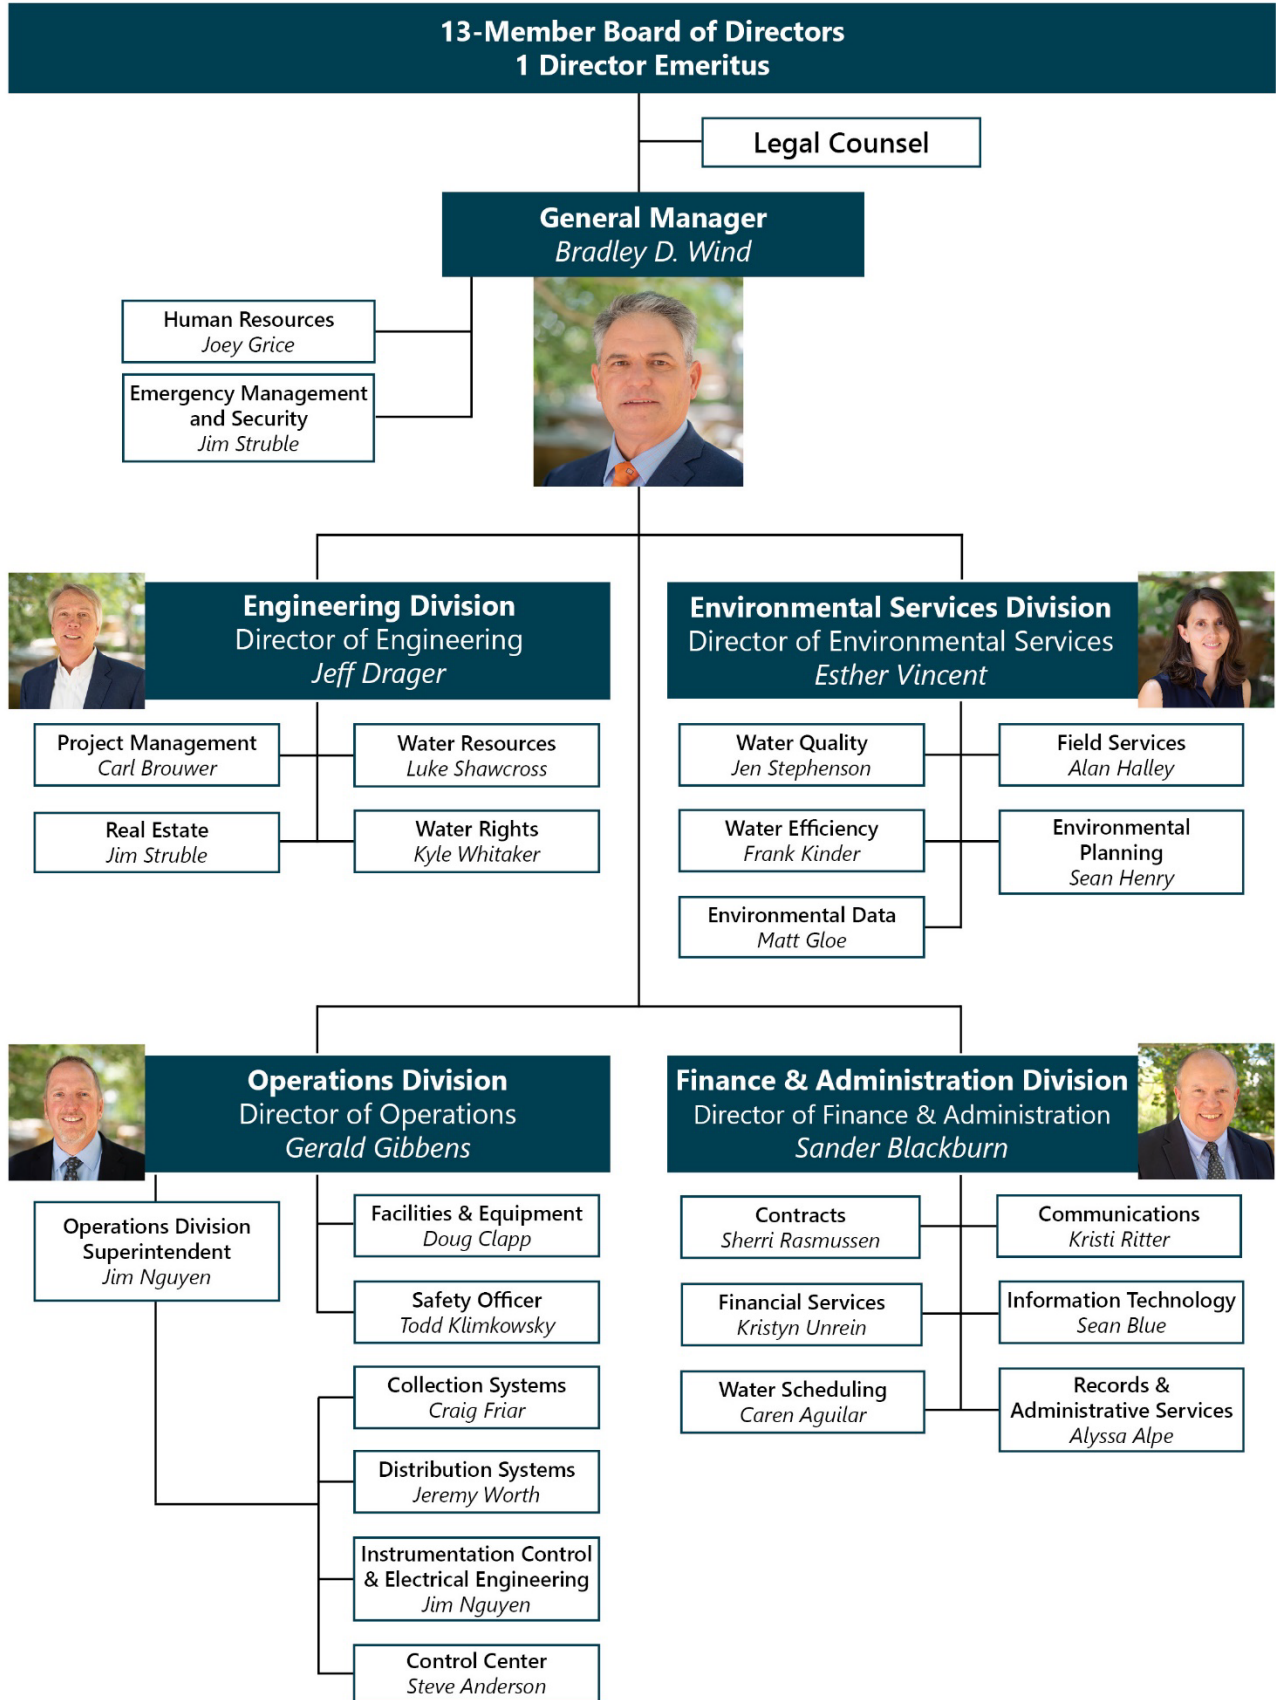 13-Member Board of Directors
1 Director Emeritus
Legal Counsel
General Manager
Bradley D. Wind
Human Resources
Joey Grice
Emergency Management
and Security
Jim Struble
Engineering Division
Director of Engineering
Jeff Drager
Project Management
Carl Brouwer
Water Resources
Luke Shawcross
Real Estate
Jim Struble
Water Rights
Kyle Whitaker
Environmental Services Division
Director of Environmental Services
Esther Vincent
Water Quality
Jen Stephenson
Field Services
Alan Halley
Water Efficiency
Frank Kinder
Environmental
Planning
Sean Henry
Environmental Data
Matt Gloe
Operations Division
Director of Operations
Gerald Gibbens
Operations Division
Superintendent
Jim Nguyen
Facilities & Equipment
Doug Clapp
Safety Officer
Todd Klimkowsky
Collection Systems
Craig Friar
Distribution Systems
Jeremy Worth
Instrumentation Control
& Electrical Engineering
Jim Nguyen
Control Center
Steve Anderson
Finance & Administration Division
Director of Finance & Administration
Sander Blackburn
Contracts
Sherri Rasmussen
Communications
Kristi Ritter
Financial Services
Kristyn Unrein
Information Technology
Sean Blue
Water Scheduling
Caren Aguilar
Records &
Administrative Services
Alyssa Alpe